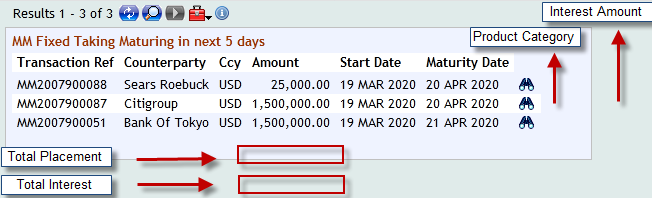 Results 1 - 3 of 3
Interest Amount
MM Fixed Taking Maturing in next 5 days
Product Category
Transaction Ref Counterparty Ccy Amount Start Date Maturity Date
MM2007900088 Sears Roebuck USD 25,000.00 19 MAR 2020 20 APR 2020
MM2007900087 Citigroup USD 1,500,000.00 19 MAR 2020 20 APR 2020
MM2007900051 Bank Of Tokyo USD 1,500,000.00 19 MAR 2020 21 APR 2020
Total Placement
Total Interest